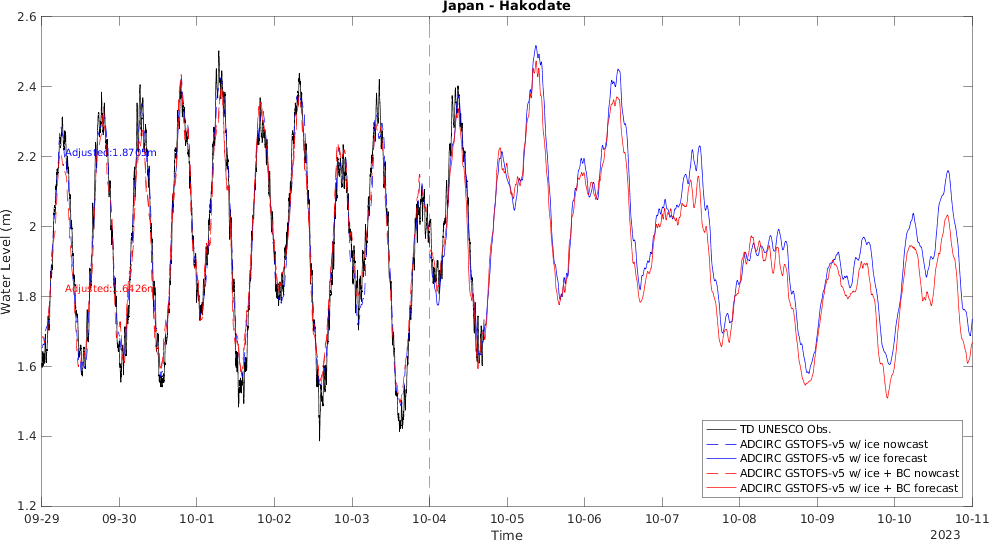 Japan - Hakodate
Water Level (m)
2.6
2.4
2.2
2
1.8
1.6
1.4
1.2
Adjusted:1.8705m
Adjusted:1.6426m
TD UNESCO Obs.
ADCIRC GSTOFS-v5 w/ ice nowcast
ADCIRC GSTOFS-v5 w/ ice forecast
ADCIRC GSTOFS-v5 w/ ice + BC nowcast
ADCIRC GSTOFS-v5 w/ ice + BC forecast
09-29 09-30 10-01 10-02 10-03 10-04 10-05 10-06 10-07 10-08 10-09 10-10 10-11
Time
2023